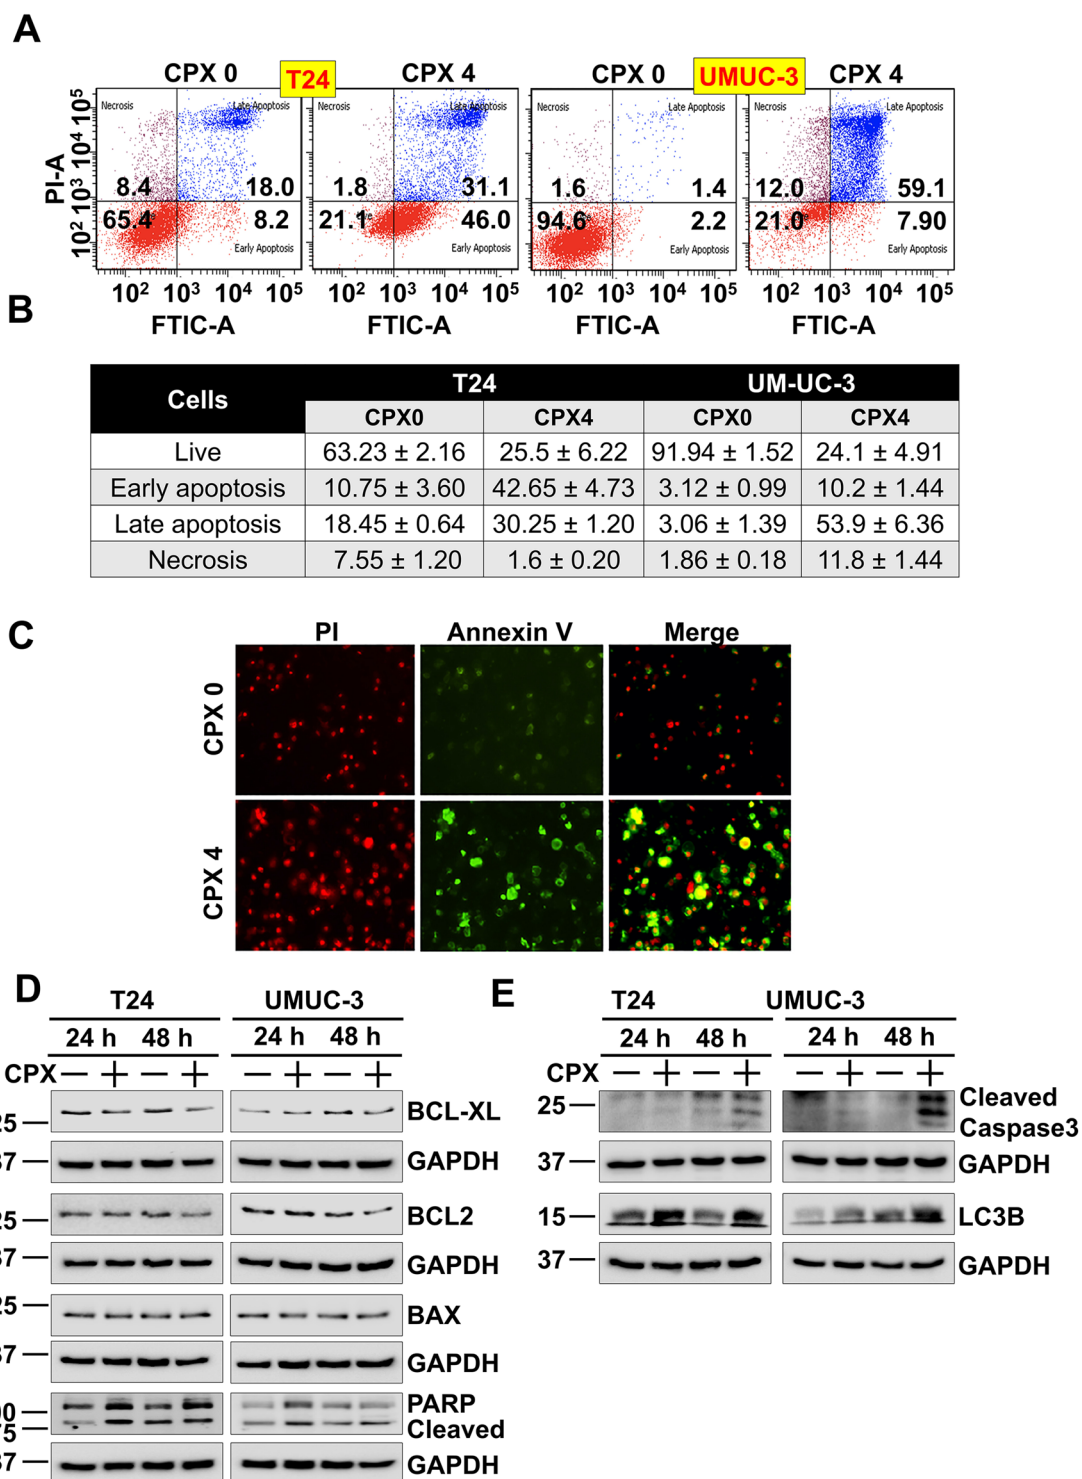 A
CPX 0 T24 CPX 4 CPX 0 UMUC-3 CPX 4
Necrosis Late Apoptosis Necrosis Late Apoptosis Necrosis Late Apoptosis Necrosis Late Apoptosis
PI-A
10² 10³ 10⁴ 10⁵
8.4 18.0 1.8 31.1 1.6 1.4 12.0 59.1
65.4 8.2 21.1 46.0 94.6 2.2 21.0 7.90
Early Apoptosis Early Apoptosis Early Apoptosis Early Apoptosis
10² 10³ 10⁴ 10⁵ 10² 10³ 10⁴ 10⁵ 10² 10³ 10⁴ 10⁵ 10² 10³ 10⁴ 10⁵
FTIC-A FTIC-A FTIC-A FTIC-A
B
Cells T24 UM-UC-3
CPX0 CPX4 CPX0 CPX4
Live 63.23 ± 2.16 25.5 ± 6.22 91.94 ± 1.52 24.1 ± 4.91
Early apoptosis 10.75 ± 3.60 42.65 ± 4.73 3.12 ± 0.99 10.2 ± 1.44
Late apoptosis 18.45 ± 0.64 30.25 ± 1.20 3.06 ± 1.39 53.9 ± 6.36
Necrosis 7.55 ± 1.20 1.6 ± 0.20 1.86 ± 0.18 11.8 ± 1.44
C
PI Annexin V Merge
CPX 0
CPX 4
D
T24 UMUC-3
24 h 48 h 24 h 48 h
CPX — + — + — + — +
BCL-XL
25
37 GAPDH
BCL2
25
37 GAPDH
25 BAX
37 GAPDH
PARP
00
75 Cleaved
37 GAPDH
E
T24 UMUC-3
24 h 48 h 24 h 48 h
CPX — + — + — + — +
25 Cleaved
Caspase3
37 GAPDH
15 LC3B
37 GAPDH